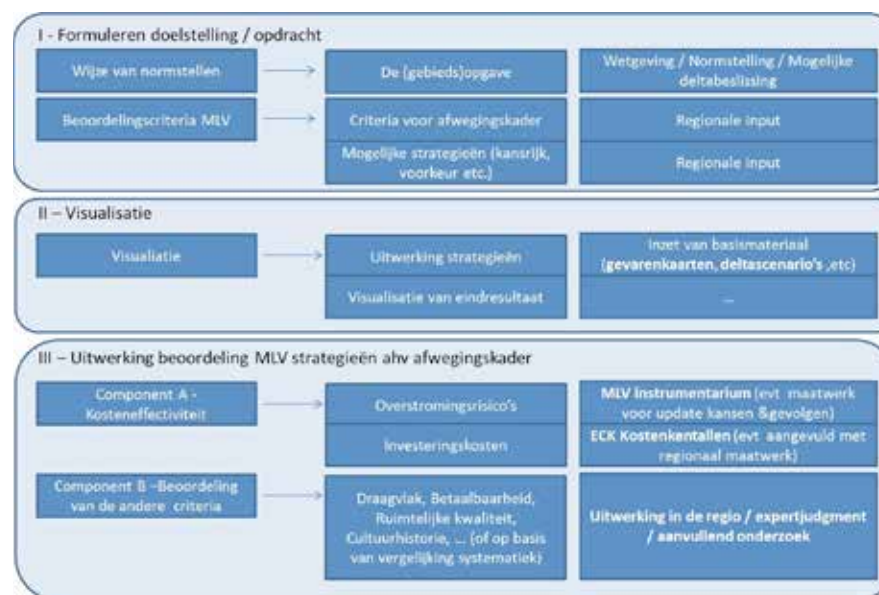 I - Formuleren doelstelling / opdracht
Wijze van normstellen
De (gebieds)opgave
Wetgeving / Normstelling / Mogelijke
deltabeslissing
Beoordelingscriteria MLV
Criteria voor afwegingskader
Regionale input
Mogelijke strategieën (kansrijk,
voorkeur etc.)
Regionale input
II – Visualisatie
Visualiatie
Uitwerking strategieën
Inzet van basismateriaal
(gevarenkaarten, deltascenario's ,etc)
Visualisatie van eindresultaat
...
III – Uitwerking beoordeling MLV strategieën ahv afwegingskader
Component A -
Kosteneffectiviteit
Overstromingsrisico's
MLV Instrumentarium (evt maatwerk
voor update kansen &gevolgen)
Investeringskosten
ECK Kostenkentallen (evt aangevuld met
regionaal maatwerk)
Component B –Beoordeling
van de andere criteria
Draagvlak, Betaalbaarheid,
Ruimtelijke kwaliteit,
Cultuurhistorie, ... (of op basis
van vergelijking systematiek)
Uitwerking in de regio / expertjudgment
/ aanvullend onderzoek